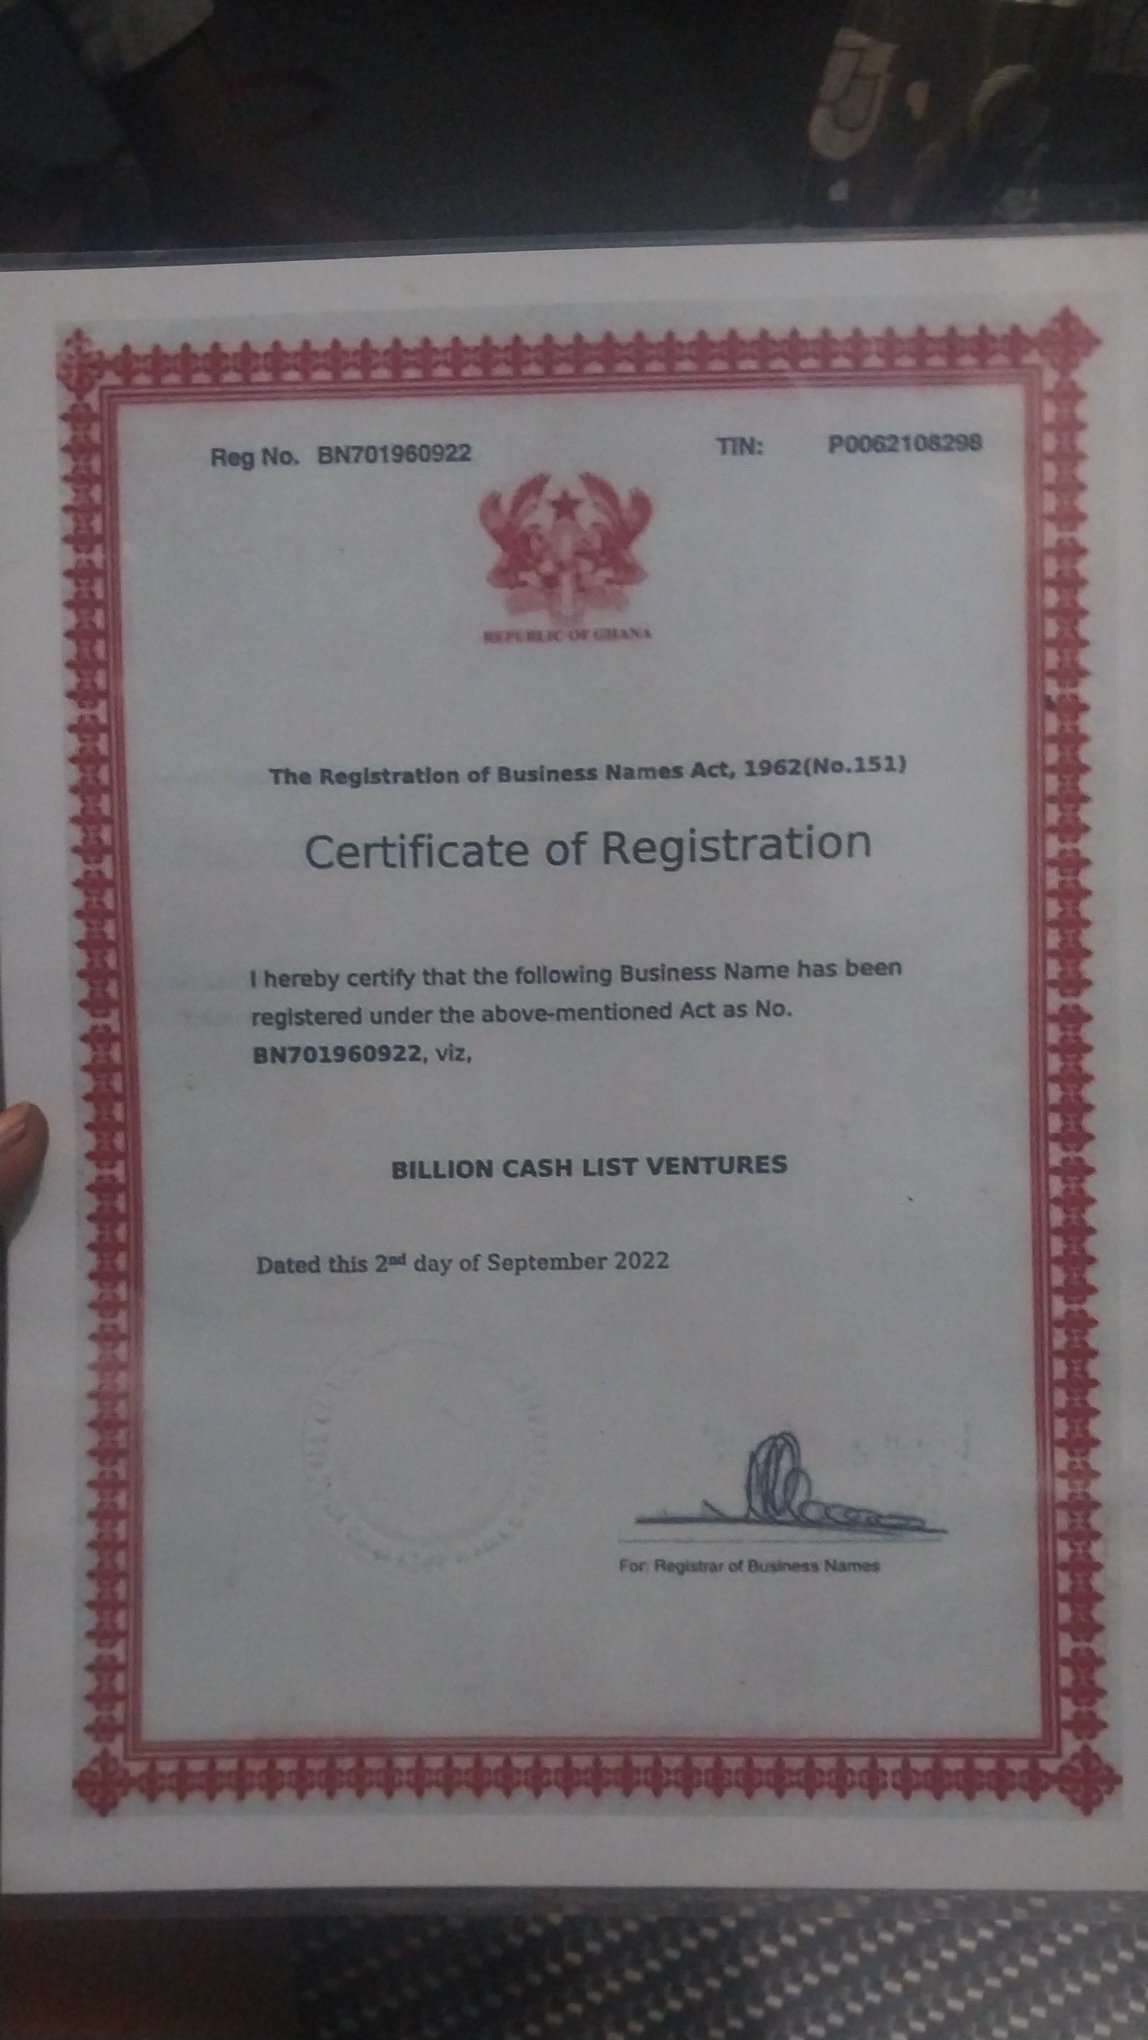 Reg No. BN701960922
TIN: P0062108298
REPUBLIC OF GHANA
The Registration of Business Names Act, 1962(No.151)
Certificate of Registration
I hereby certify that the following Business Name has been
registered under the above-mentioned Act as No.
BN701960922, viz,
BILLION CASH LIST VENTURES
Dated this 2nd day of September 2022
For: Registrar of Business Names